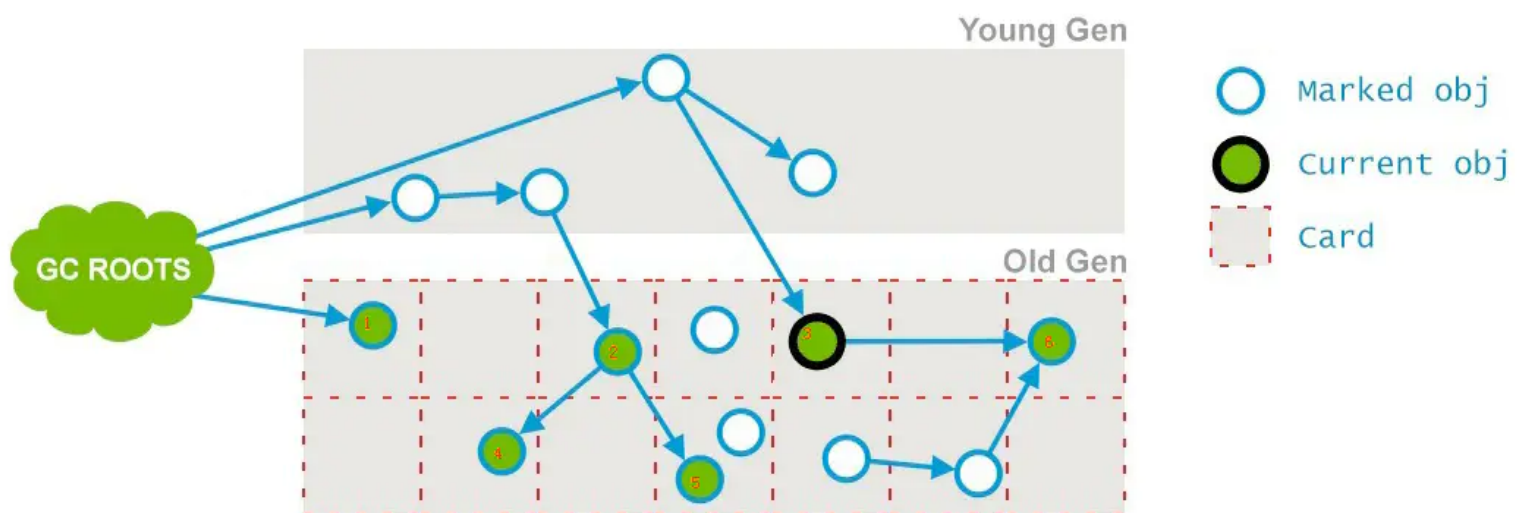 Young Gen
Marked obj
Current obj
Card
GC ROOTS
Old Gen
1
2
3
6
4
5